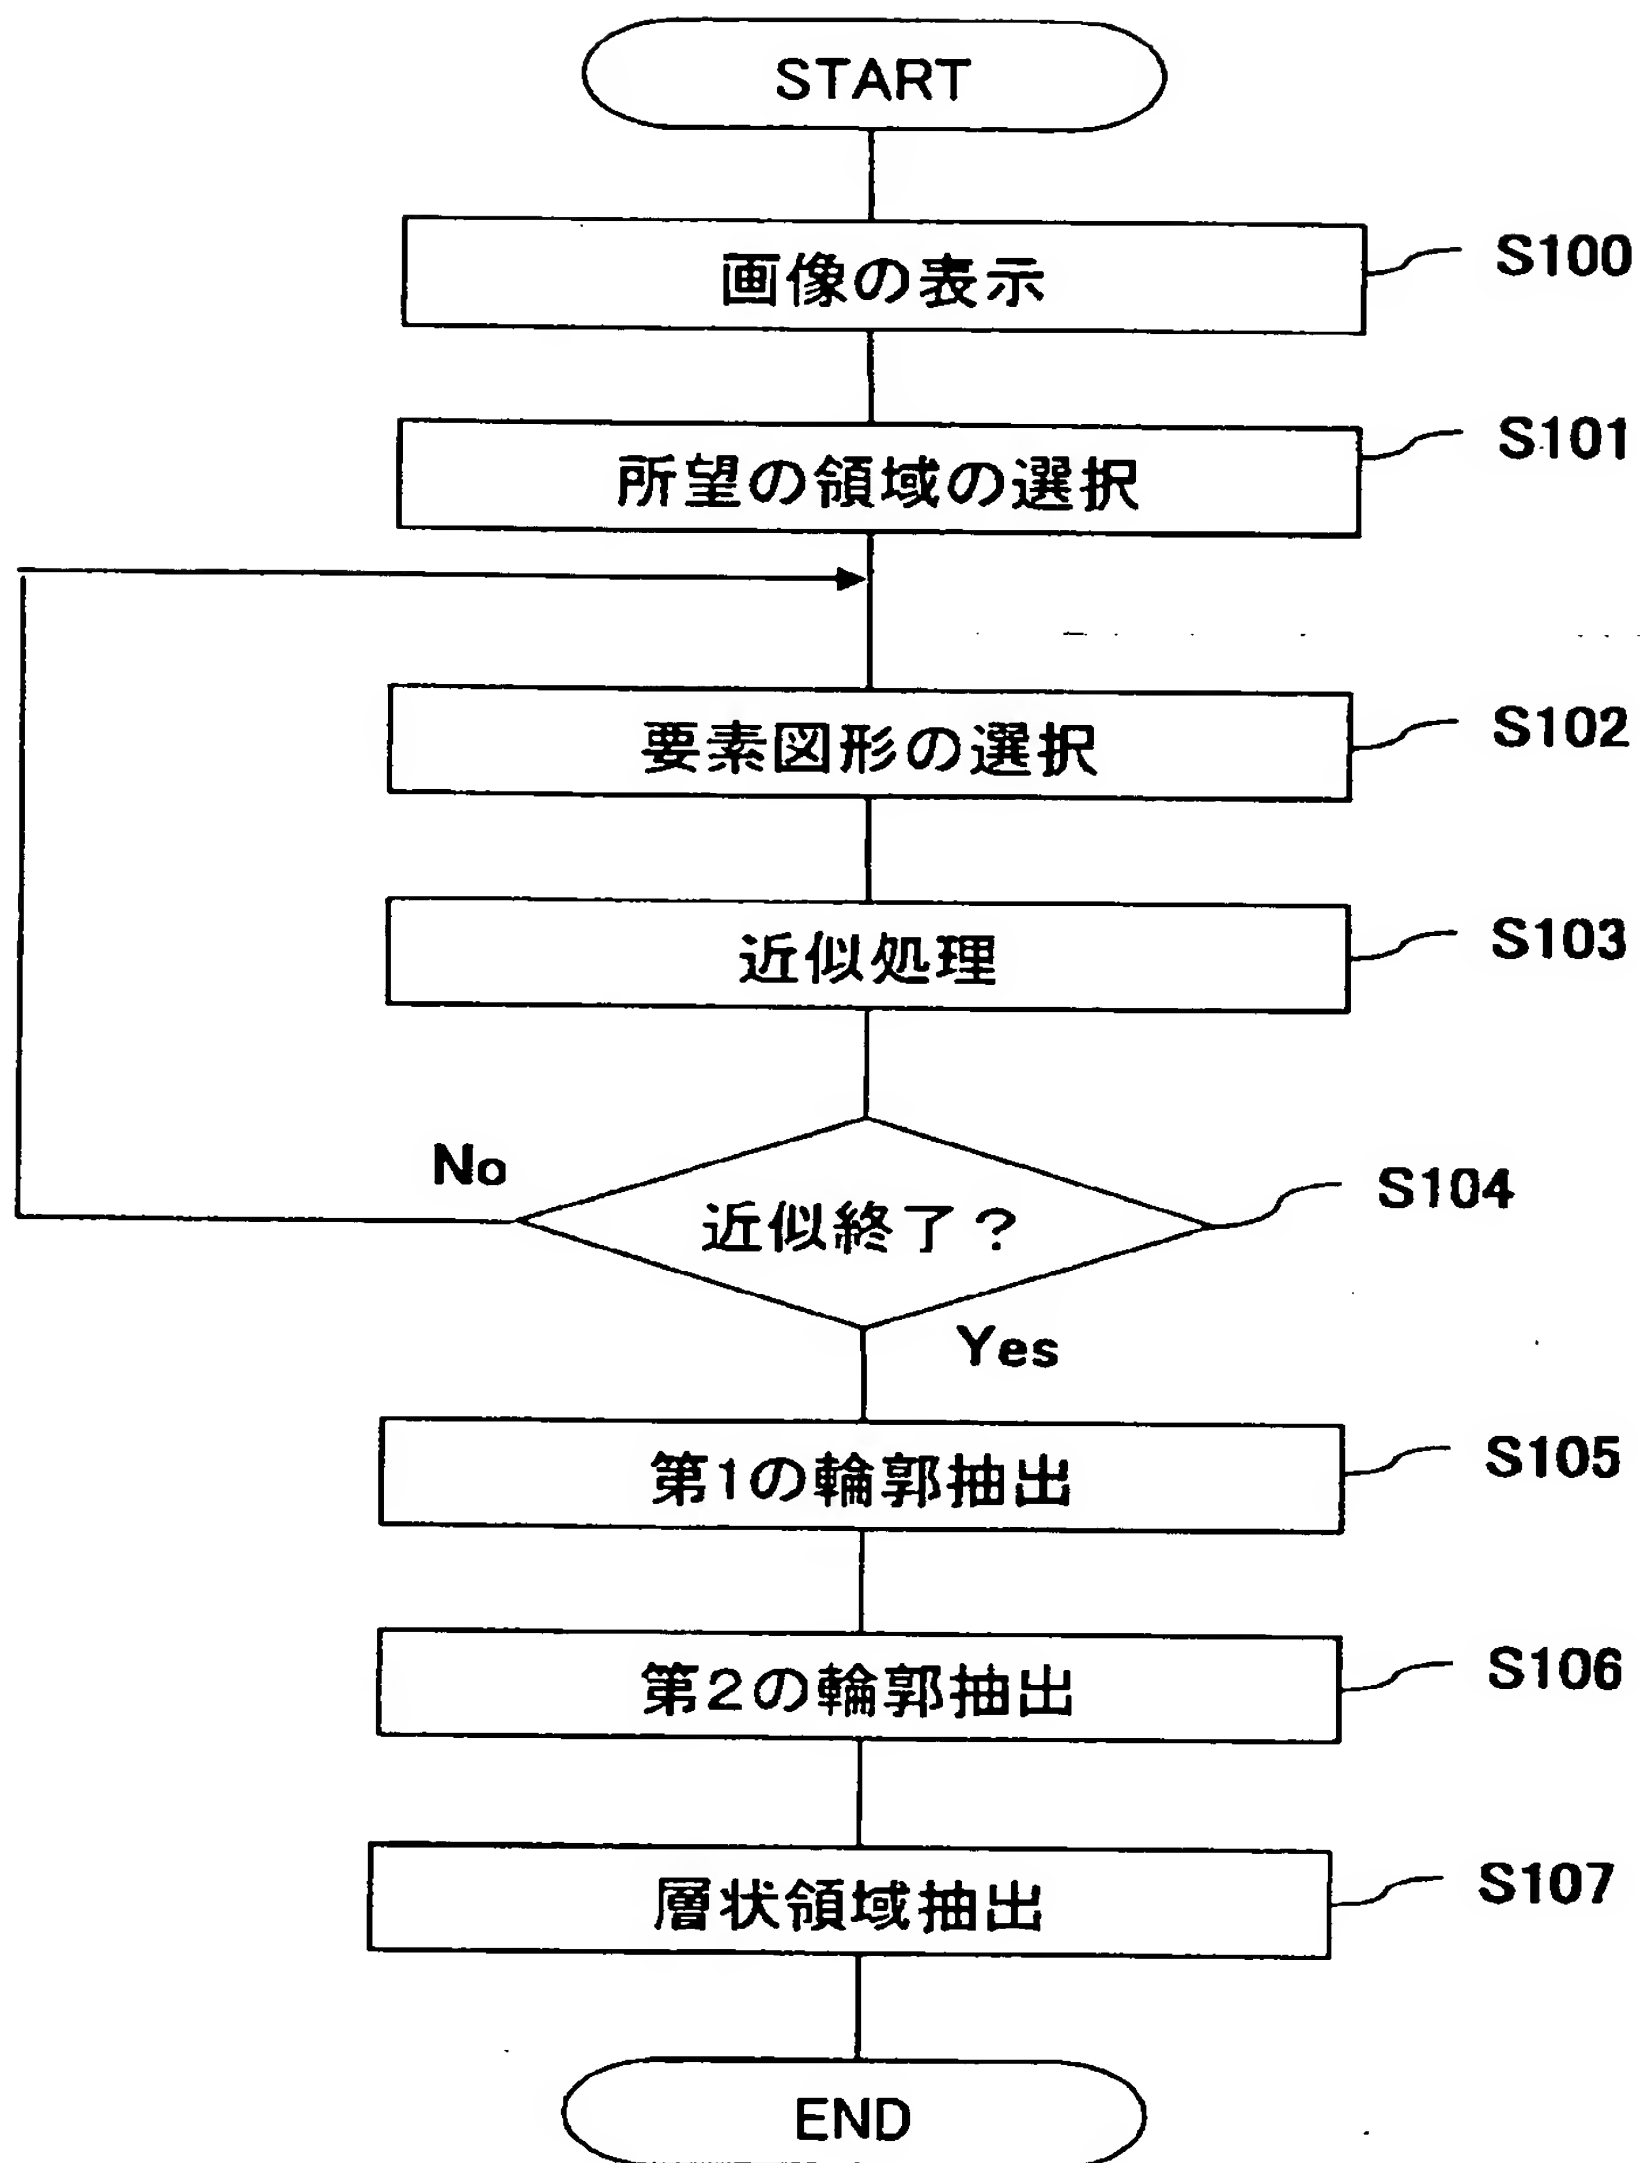 START
画像の表示
S100
所望の領域の選択
S101
要素図形の選択
S102
近似処理
S103
No
近似終了？
S104
Yes
第1の輪郭抽出
S105
第2の輪郭抽出
S106
層状領域抽出
S107
END